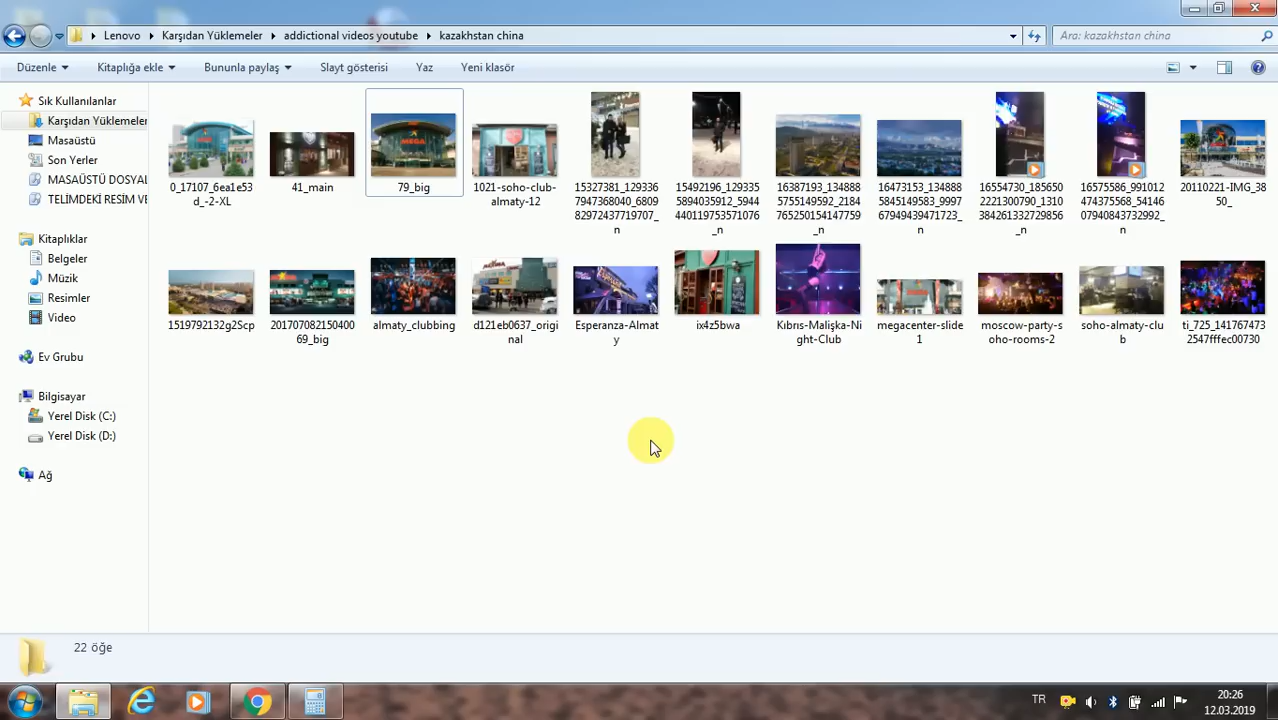 Lenovo
Karşıdan Yüklemeler
addictional videos youtube
kazakhstan china
Ara: kazakhstan china
Düzenle
Kitaplığa ekle
Bununla paylaş
Slayt gösterisi
Yaz
Yeni klasör
Sık Kullanılanlar
Karşıdan Yüklemeler
Masaüstü
Son Yerler
MASAÜSTÜ DOSYAL
TELİMDEKİ RESİM VE
Kitaplıklar
Belgeler
Müzik
Resimler
Video
Ev Grubu
Bilgisayar
Yerel Disk (C:)
Yerel Disk (D:)
Ağ
0_17107_6ea1e53
d_-2-XL
41_main
79_big
1021-soho-club-
almaty-12
15327381_129336
7947368040_6809
82972437719707_
n
15492196_129335
5894035912_5944
440119753571076
_n
16387193_134888
5755149592_2184
765250154147759
_n
16473153_134888
5845149583_9997
67949439471723_
n
16554730_185650
2221300790_1310
384261332729856
_n
16575586_991012
474375568_54146
07940843732992_
n
20110221-IMG_38
50_
1519792132g2Scp
201707082150400
69_big
almaty_clubbing
d121eb0637_origi
nal
Esperanza-Almat
y
ix4z5bwa
Kıbrıs-Malişka-Ni
ght-Club
megacenter-slide
1
moscow-party-s
oho-rooms-2
soho-almaty-clu
b
ti_725_141767473
2547fffec00730
22 öğe
TR
20:26
12.03.2019